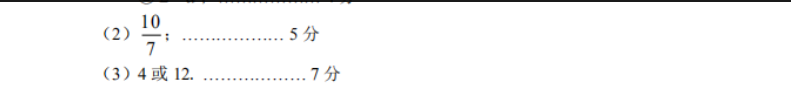 (2) 10/7; ……………… 5 分
(3) 4 或 12. ……………… 7 分